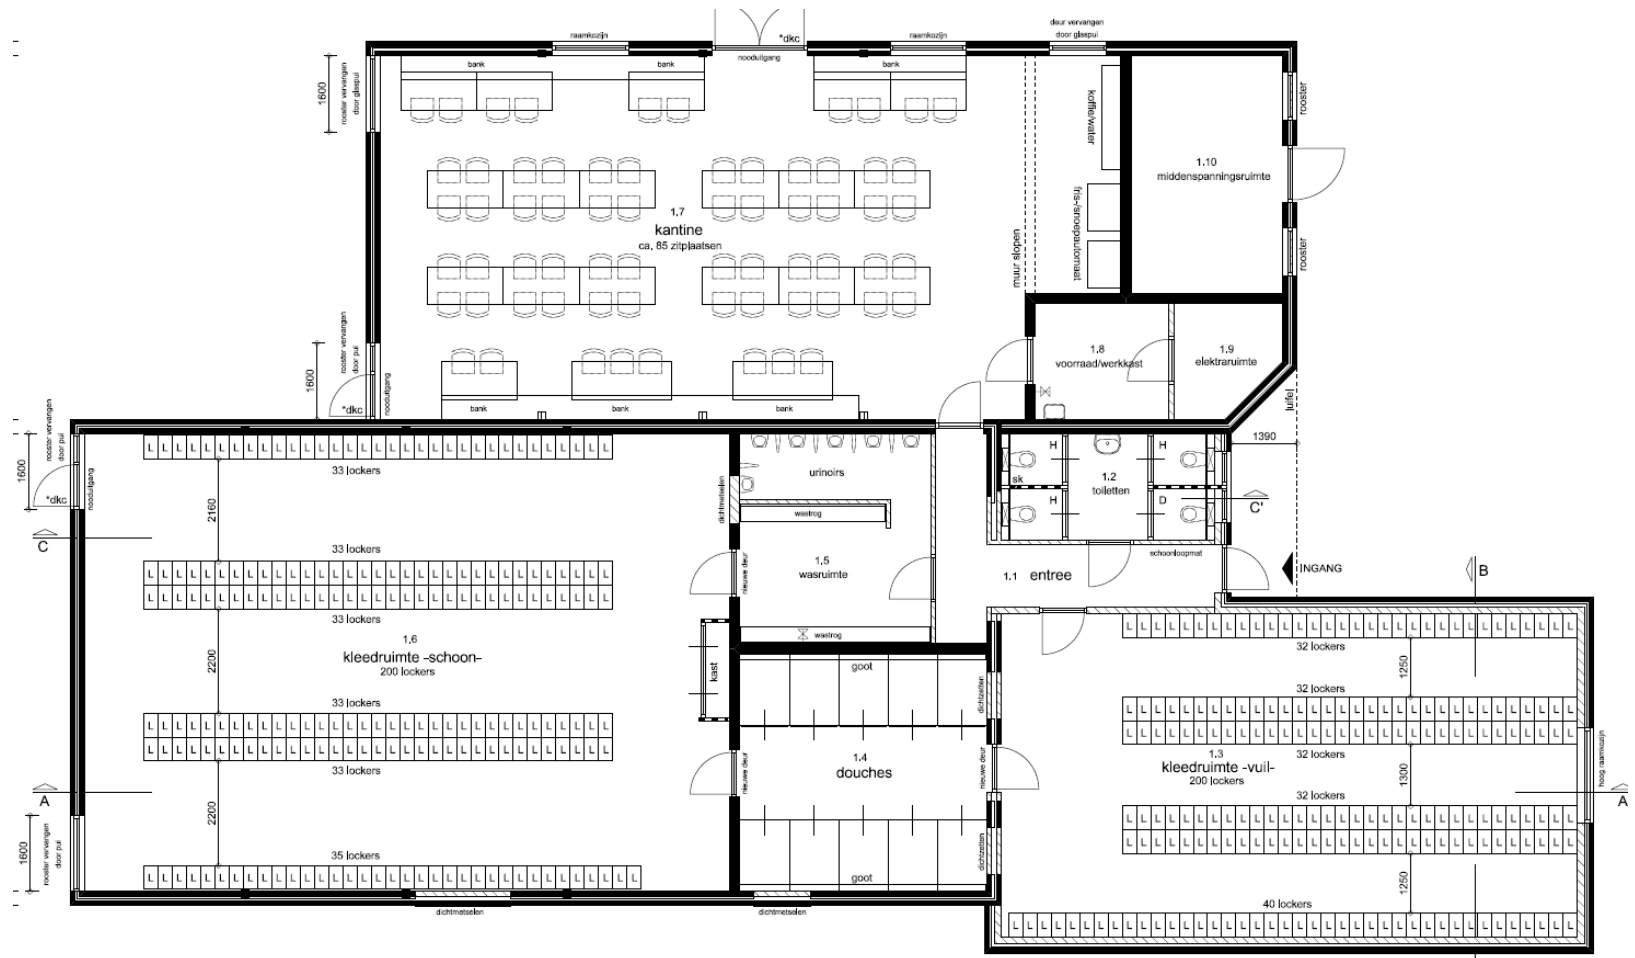 deur vervangen
door glaspui
raamkozijn
*dkc
raamkozijn
nooduitgang
bank
bank
bank
1600
rooster vervangen
door glaspui
koffie/water
rooster
1.10
middenspanningsruimte
1.7
kantine
ca. 85 zitplaatsen
muur slopen
fris-/snoepautomaat
rooster
1600
rooster vervangen
door pui
*dkc
nooduitgang
1.8
voorraad/werkkast
1.9
elektraruimte
bank
bank
bank
luifel
1390
1600
rooster vervangen
door pui
*dkc
nooduitgang
33 lockers
2160
dichtmetselen
urinoirs
wastrog
H
sk
H
1.2
toiletten
H
D
C'
C
33 lockers
33 lockers
nieuwe deur
1.5
wasruimte
1.1 entree
schoonloopmat
INGANG
B
1.6
kleedruimte -schoon-
200 lockers
2200
wastrog
kast
goot
dichtzetten
32 lockers
1250
32 lockers
33 lockers
33 lockers
nieuwe deur
1.4
douches
nieuwe deur
32 lockers
1.3
kleedruimte -vuil-
200 lockers
1300
32 lockers
hoog raamkozijn
A
A
2200
1600
rooster vervangen
door pui
35 lockers
goot
dichtzetten
1250
40 lockers
dichtmetselen
dichtmetselen